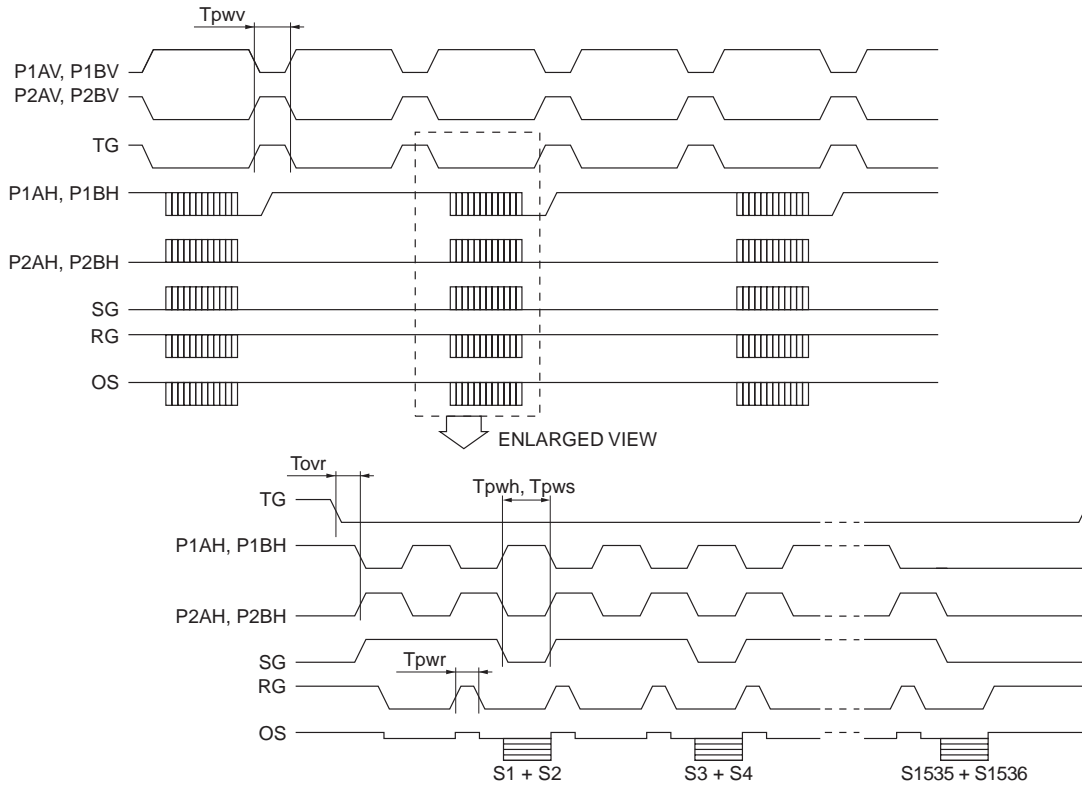 Tpwv
P1AV, P1BV
P2AV, P2BV
TG
P1AH, P1BH
P2AH, P2BH
SG
RG
OS
ENLARGED VIEW
Tovr
Tpwh, Tpws
TG
P1AH, P1BH
P2AH, P2BH
SG
Tpwr
RG
OS
S1 + S2
S3 + S4
S1535 + S1536